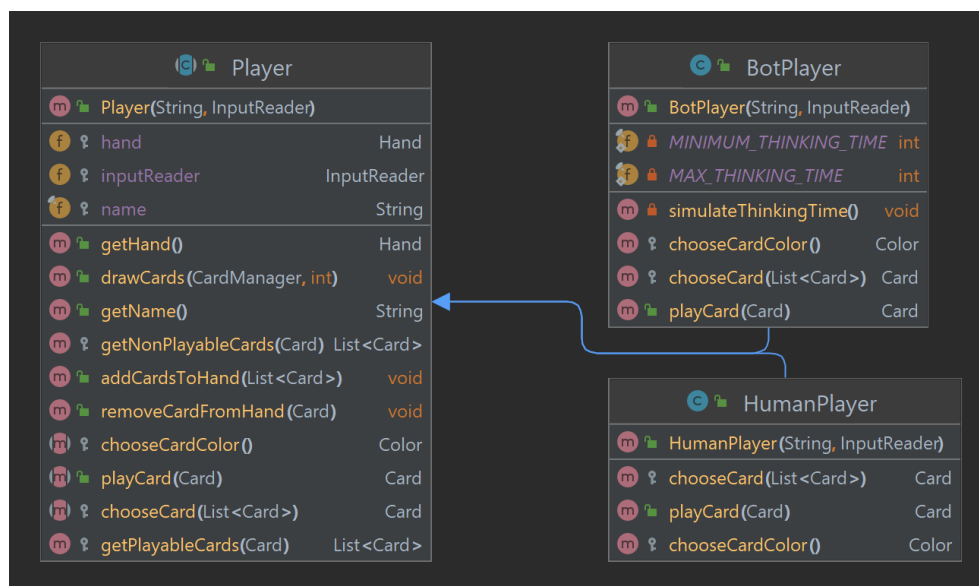 Player
Player(String, InputReader)
hand Hand
inputReader InputReader
name String
getHand() Hand
drawCards(CardManager, int) void
getName() String
getNonPlayableCards(Card) List<Card>
addCardsToHand(List<Card>) void
removeCardFromHand(Card) void
chooseCardColor() Color
playCard(Card) Card
chooseCard(List<Card>) Card
getPlayableCards(Card) List<Card>
BotPlayer
BotPlayer(String, InputReader)
MINIMUM_THINKING_TIME int
MAX_THINKING_TIME int
simulateThinkingTime() void
chooseCardColor() Color
chooseCard(List<Card>) Card
playCard(Card) Card
HumanPlayer
HumanPlayer(String, InputReader)
chooseCard(List<Card>) Card
playCard(Card) Card
chooseCardColor() Color